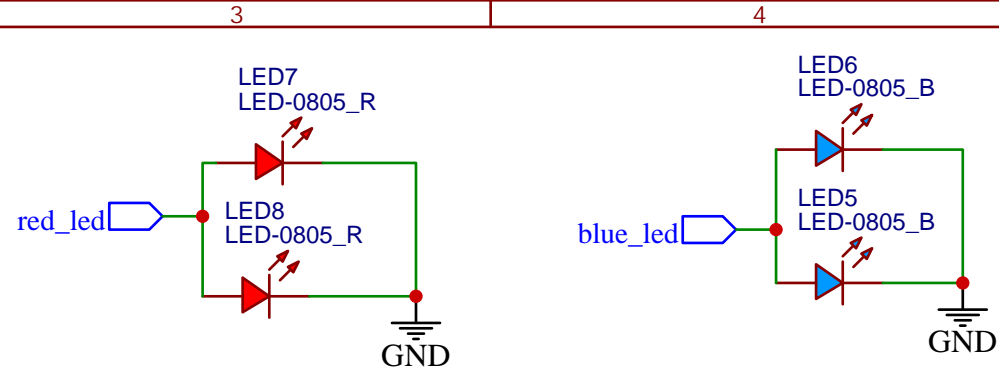 3
4
LED7
LED-0805_R
LED8
LED-0805_R
red_led
GND
LED6
LED-0805_B
LED5
LED-0805_B
blue_led
GND